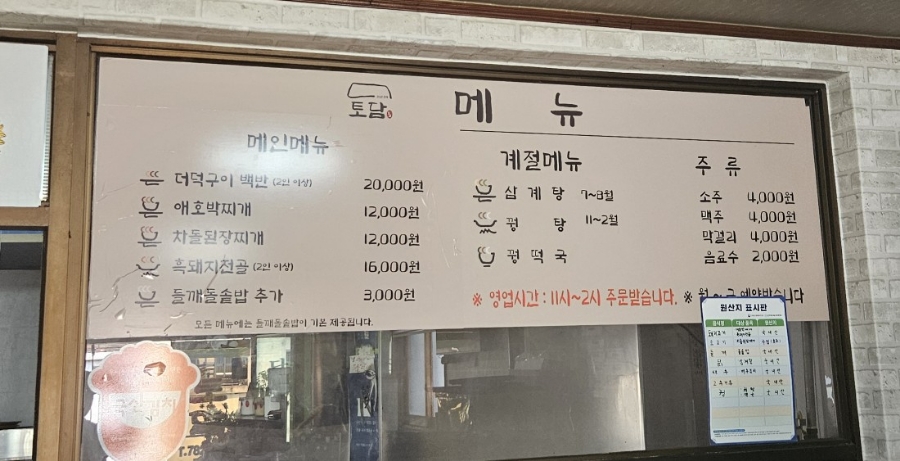 토담
메 뉴
메인메뉴
더덕구이 백반 (2인 이상) 20,000원
애호박찌개 12,000원
차돌된장찌개 12,000원
흑돼지전골 (2인 이상) 16,000원
들깨돌솥밥 추가 3,000원
모든 메뉴에는 들깨돌솥밥이 기본 제공됩니다.
계절메뉴
삼계탕 7~8월
꿩 탕 11~2월
꿩떡국
주 류
소주 4,000원
맥주 4,000원
막걸리 4,000원
음료수 2,000원
※ 영업시간 : 11시~2시 주문받습니다. ※ 월
원산지 표시판